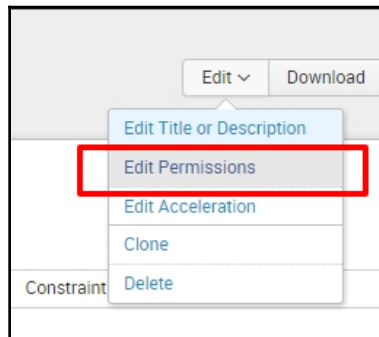 Edit Download
Edit Title or Description
Edit Permissions
Edit Acceleration
Clone
Constraint Delete